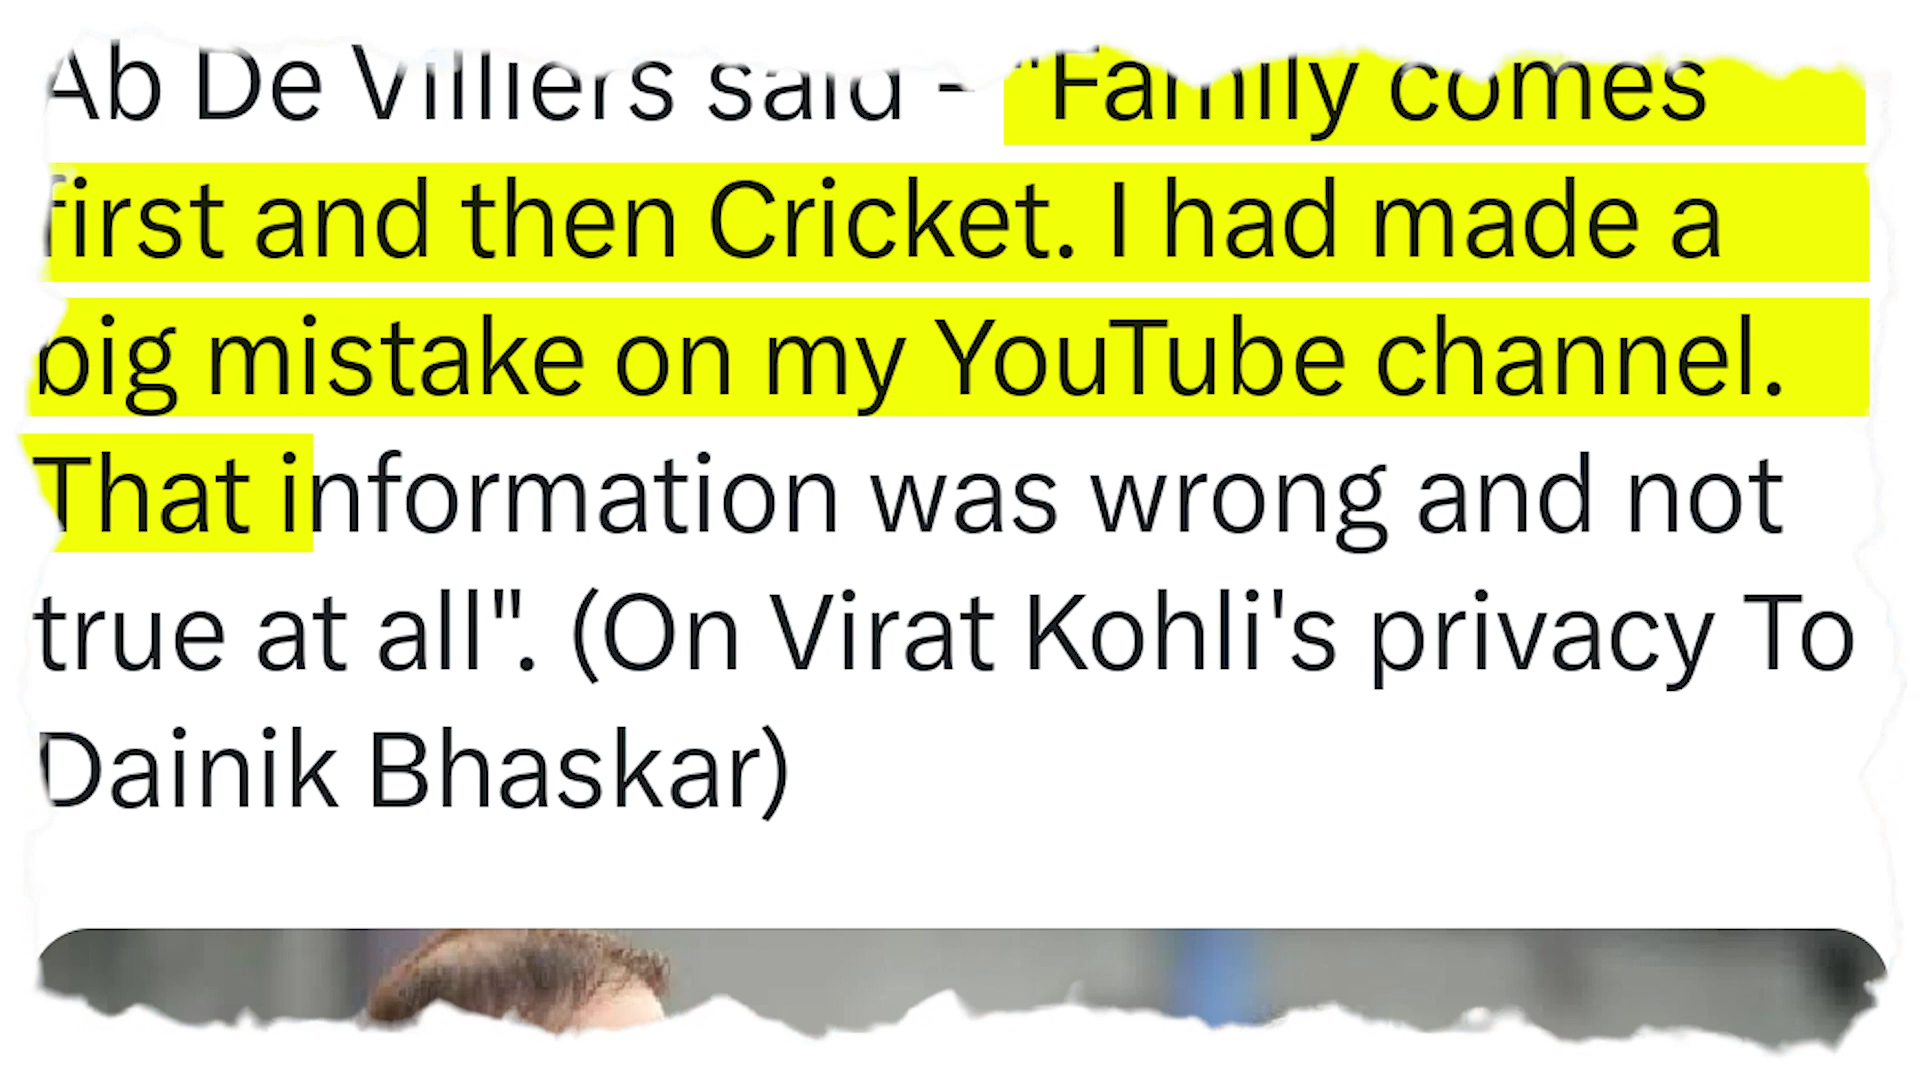 Ab De Villiers said - "Family comes
first and then Cricket. I had made a
big mistake on my YouTube channel.
That information was wrong and not
true at all". (On Virat Kohli's privacy To
Dainik Bhaskar)